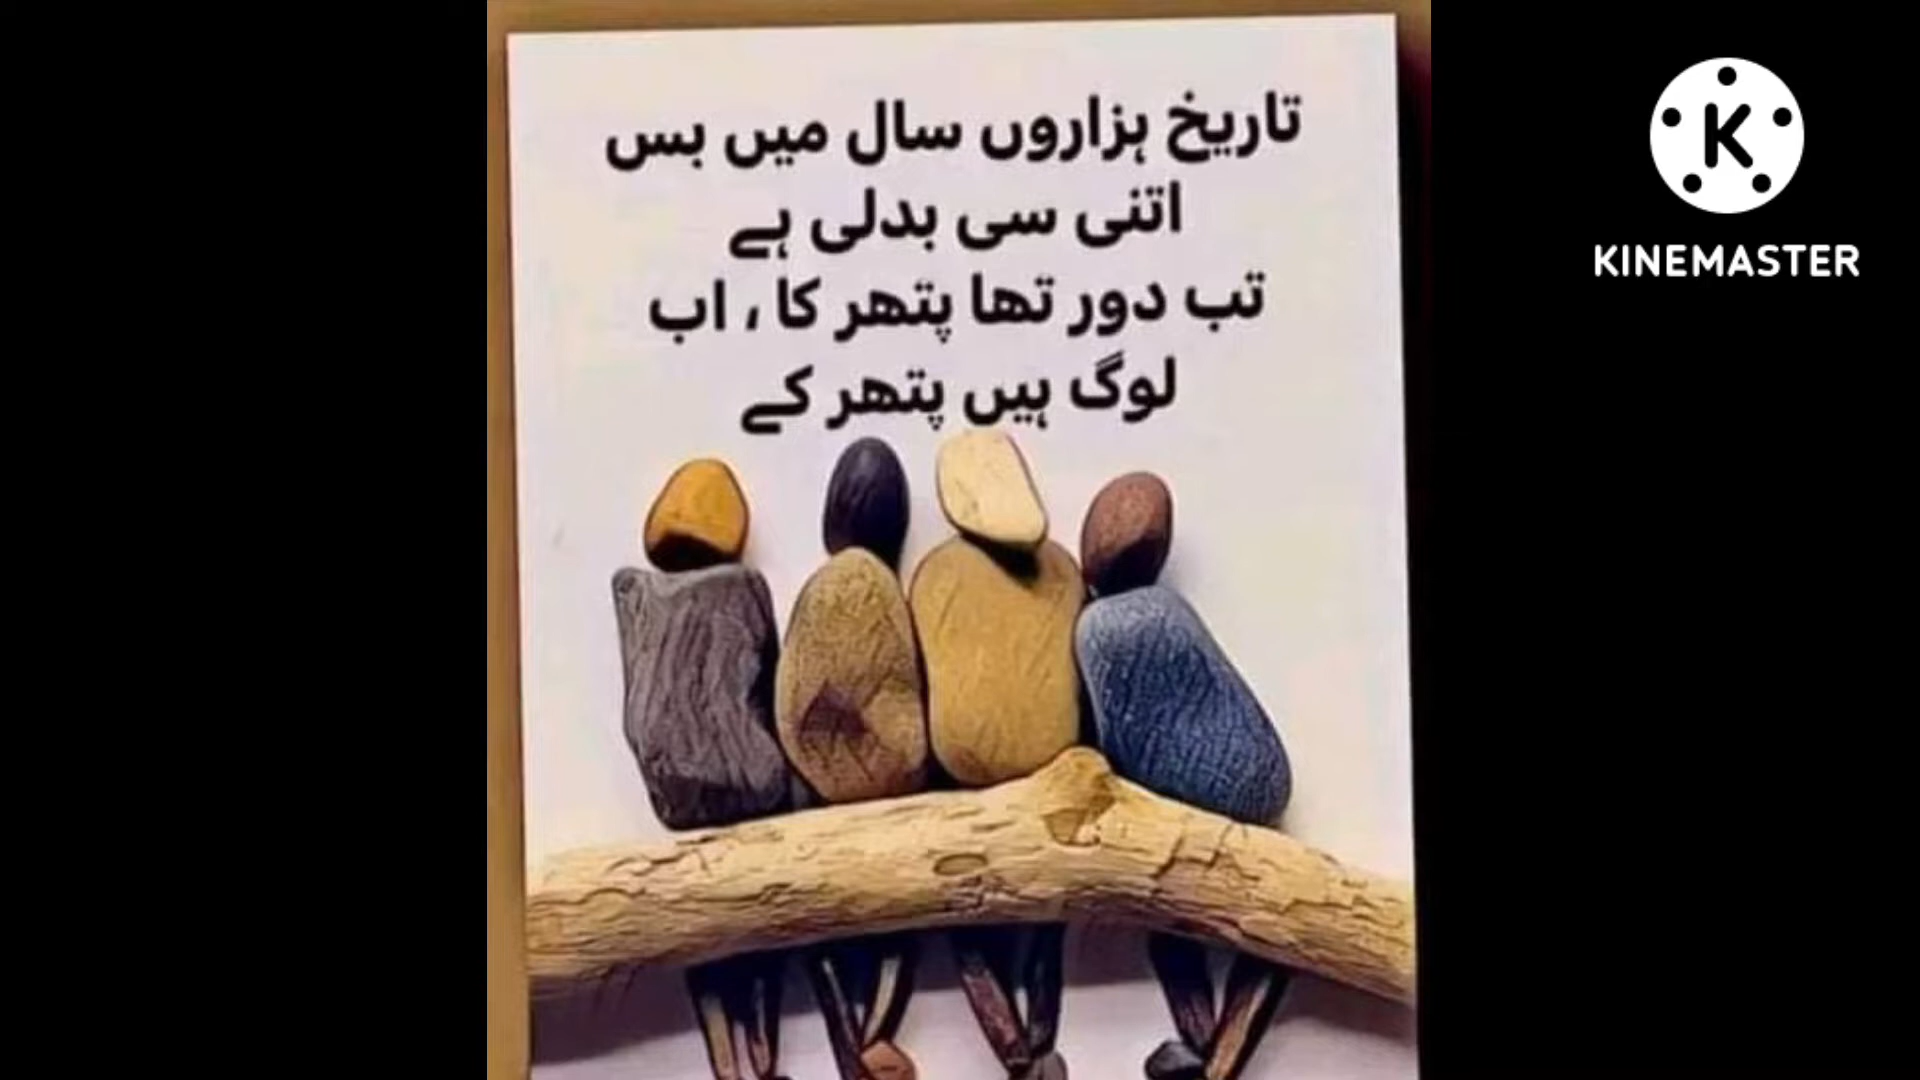 تاریخ ہزاروں سال میں بس
اتنی سی بدلی ہے
تب دور تھا پتھر کا ، اب
لوگ ہیں پتھر کے
K
KINEMASTER